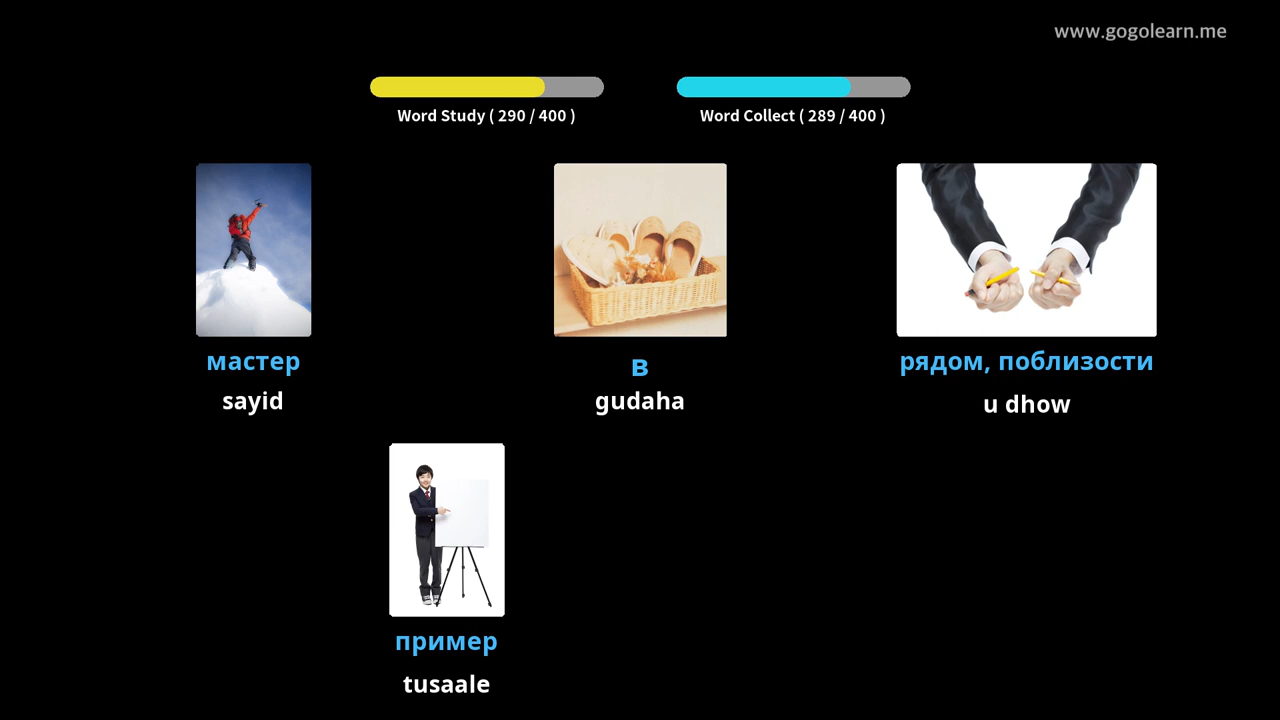 www.gogolearn.me
Word Study ( 290 / 400 )
Word Collect ( 289 / 400 )
мастер
sayid
в
gudaha
рядом, поблизости
u dhow
пример
tusaale